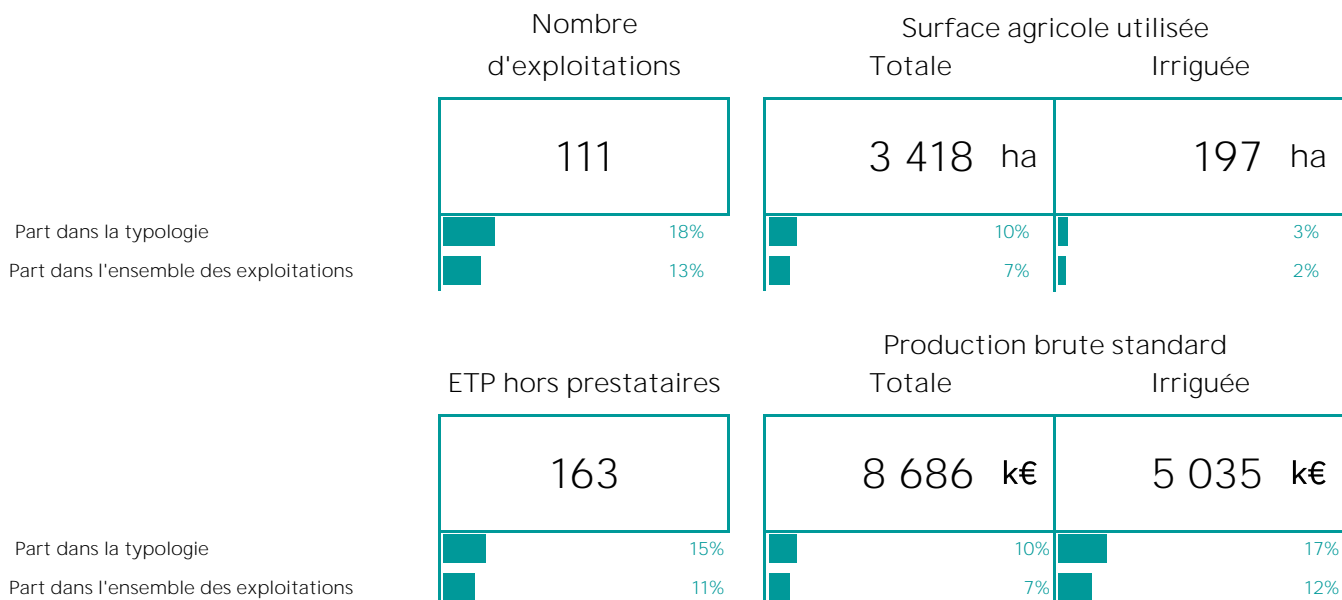 Nombre
d'exploitations
Surface agricole utilisée
Totale Irriguée
111 3 418 ha 197 ha
Part dans la typologie 18% 10% 3%
Part dans l'ensemble des exploitations 13% 7% 2%
Production brute standard
ETP hors prestataires Totale Irriguée
163 8 686 k€ 5 035 k€
Part dans la typologie 15% 10% 17%
Part dans l'ensemble des exploitations 11% 7% 12%